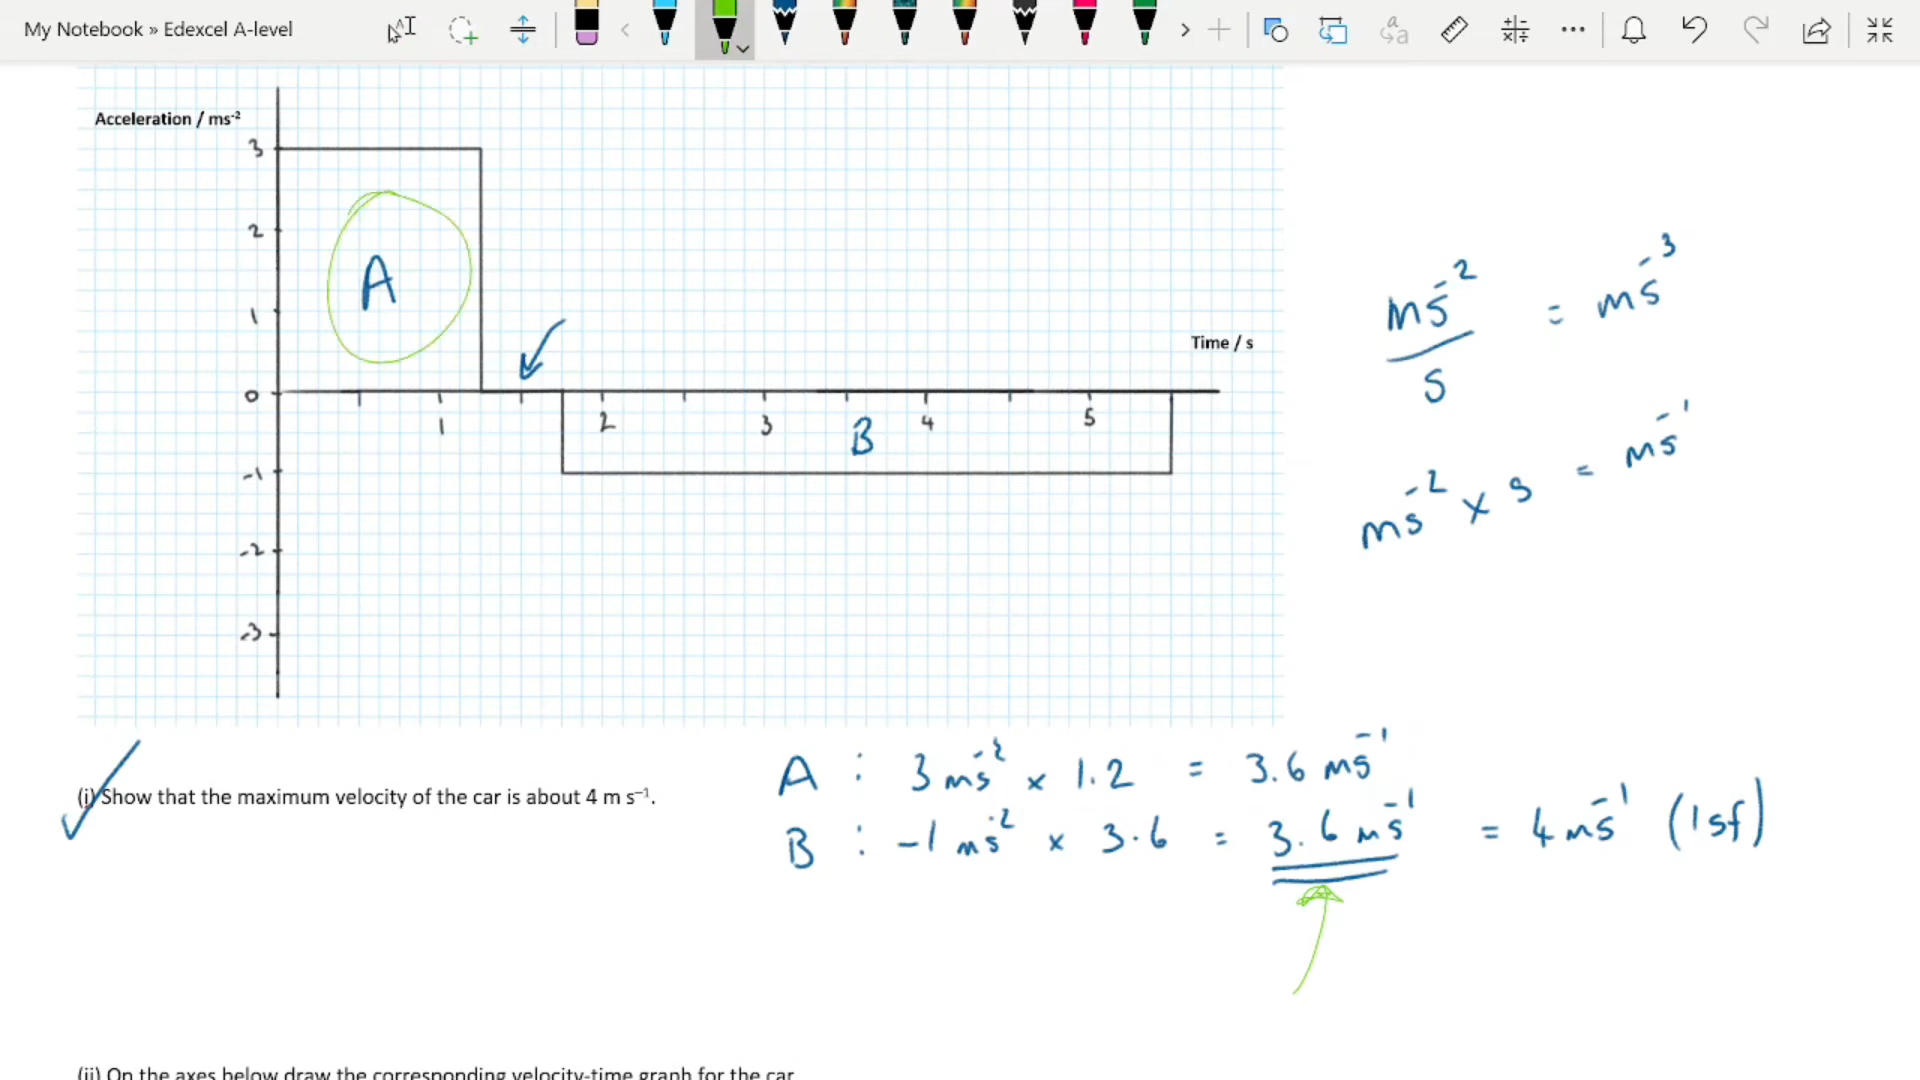 My Notebook » Edexcel A-level
Acceleration / ms⁻²
3
2
1
0
-1
-2
-3
A
Time / s
1 2 3 4 5
B
ms⁻² / s = ms⁻³
ms⁻² × s = ms⁻¹
A : 3 ms⁻² × 1.2 = 3.6 ms⁻¹
(i) Show that the maximum velocity of the car is about 4 m s⁻¹.
B : -1 ms⁻² × 3.6 = 3.6 ms⁻¹ = 4 ms⁻¹ (1 sf)
(ii) On the axes below draw the corresponding velocity-time graph for the car